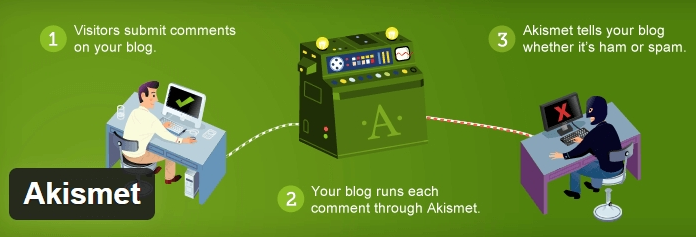 1
Visitors submit comments
on your blog.
A
2
Your blog runs each
comment through Akismet.
3
Akismet tells your blog
whether it's ham or spam.
Akismet